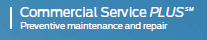 Commercial Service PLUS℠
Preventive maintenance and repair